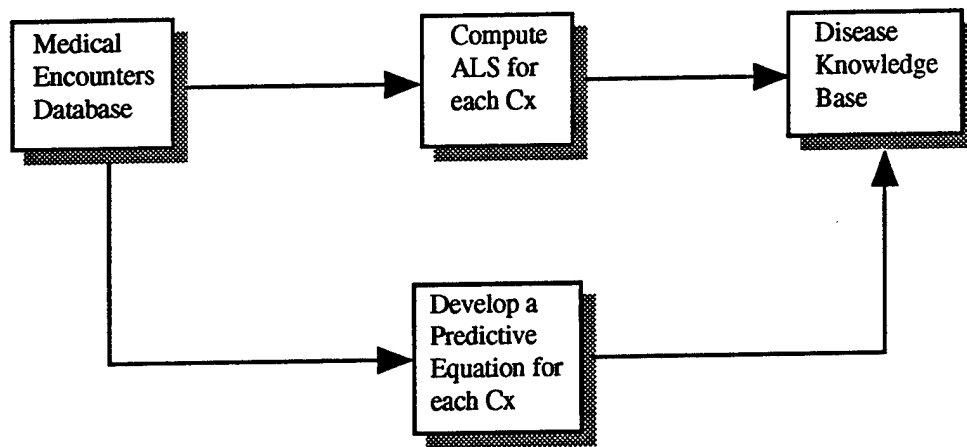 Medical
Encounters
Database
Compute
ALS for
each Cx
Disease
Knowledge
Base
Develop a
Predictive
Equation for
each Cx